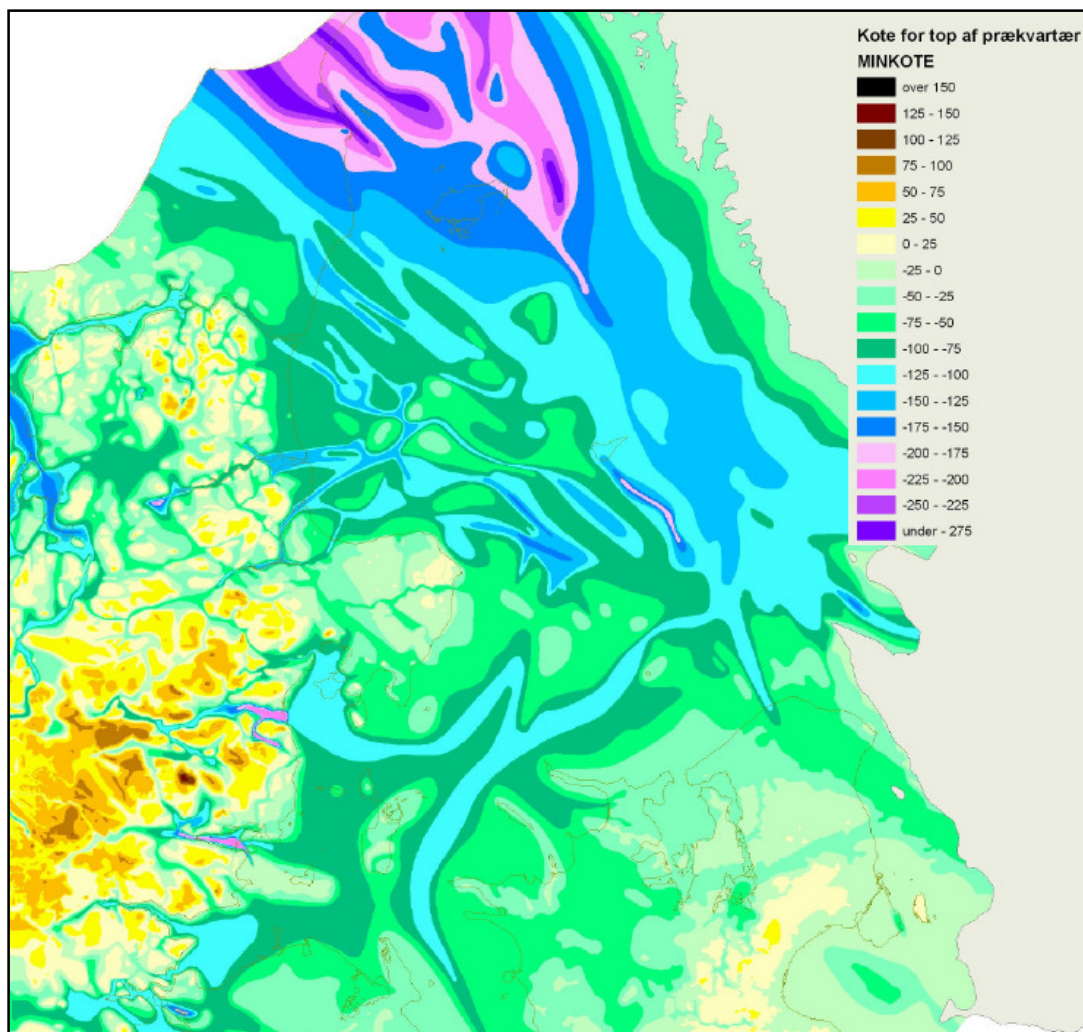 Kote for top af prækvartær
MINKOTE
over 150
125 - 150
100 - 125
75 - 100
50 - 75
25 - 50
0 - 25
-25 - 0
-50 - -25
-75 - -50
-100 - -75
-125 - -100
-150 - -125
-175 - -150
-200 - -175
-225 - -200
-250 - -225
under - 275